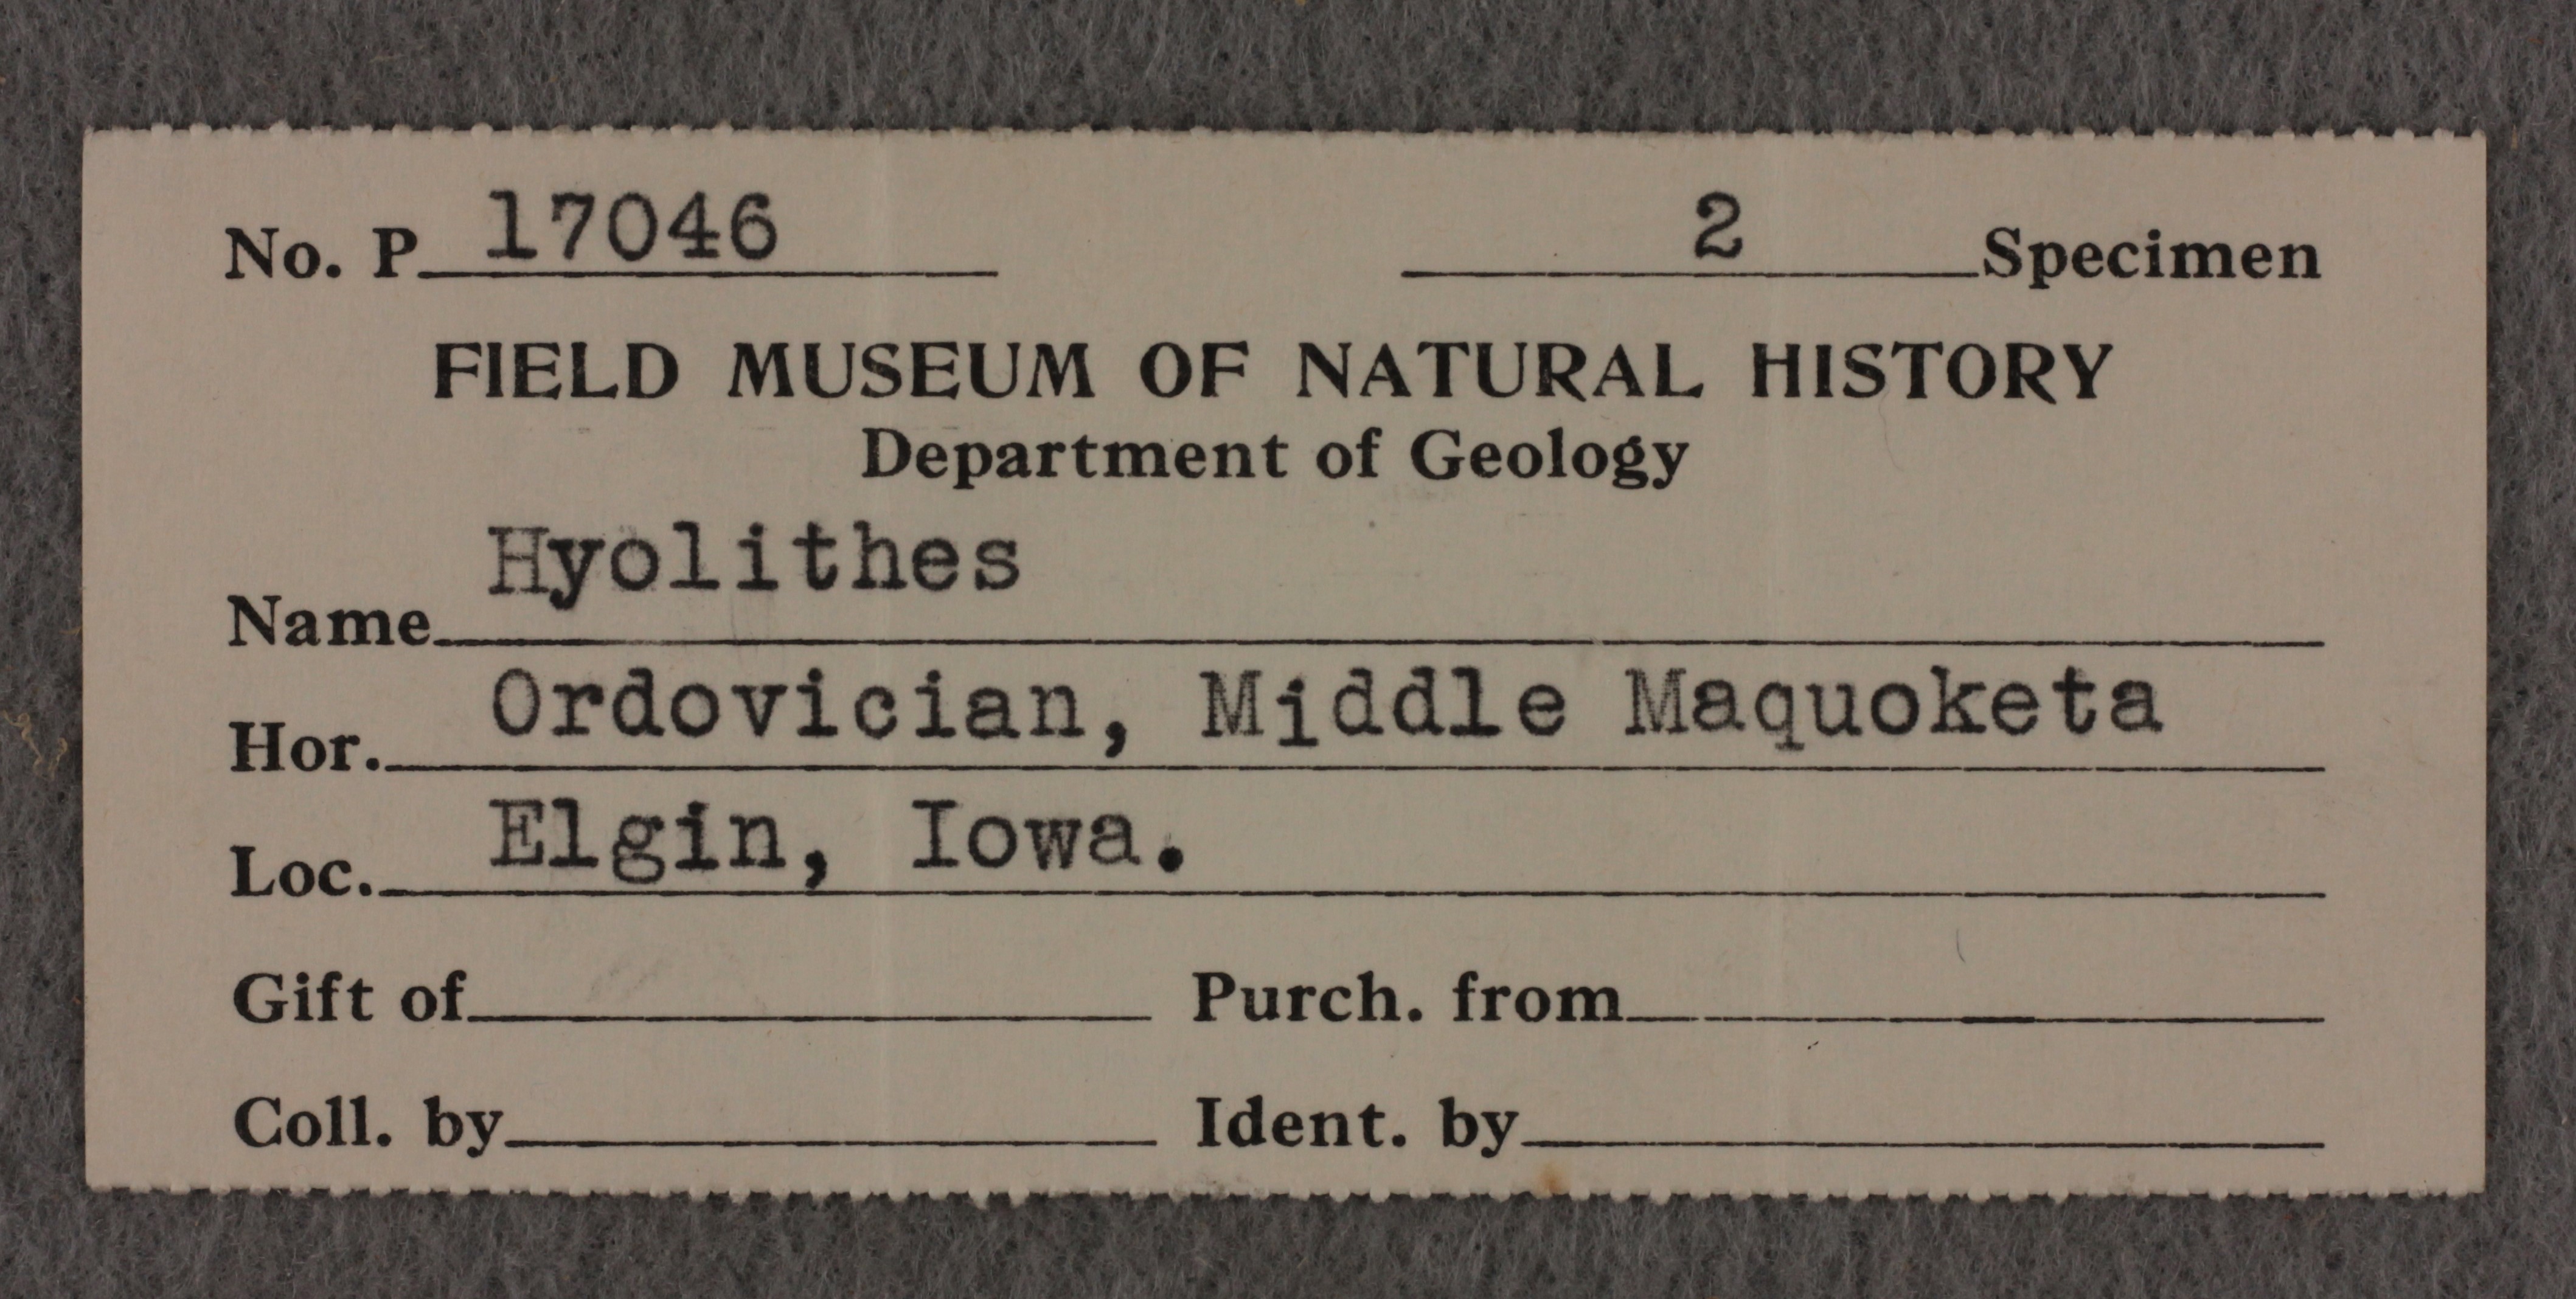 No. P 17046 2 Specimen
FIELD MUSEUM OF NATURAL HISTORY
Department of Geology
Name Hyolithes
Hor. Ordovician, Middle Maquoketa
Loc. Elgin, Iowa.
Gift of Purch. from
Coll. by Ident. by